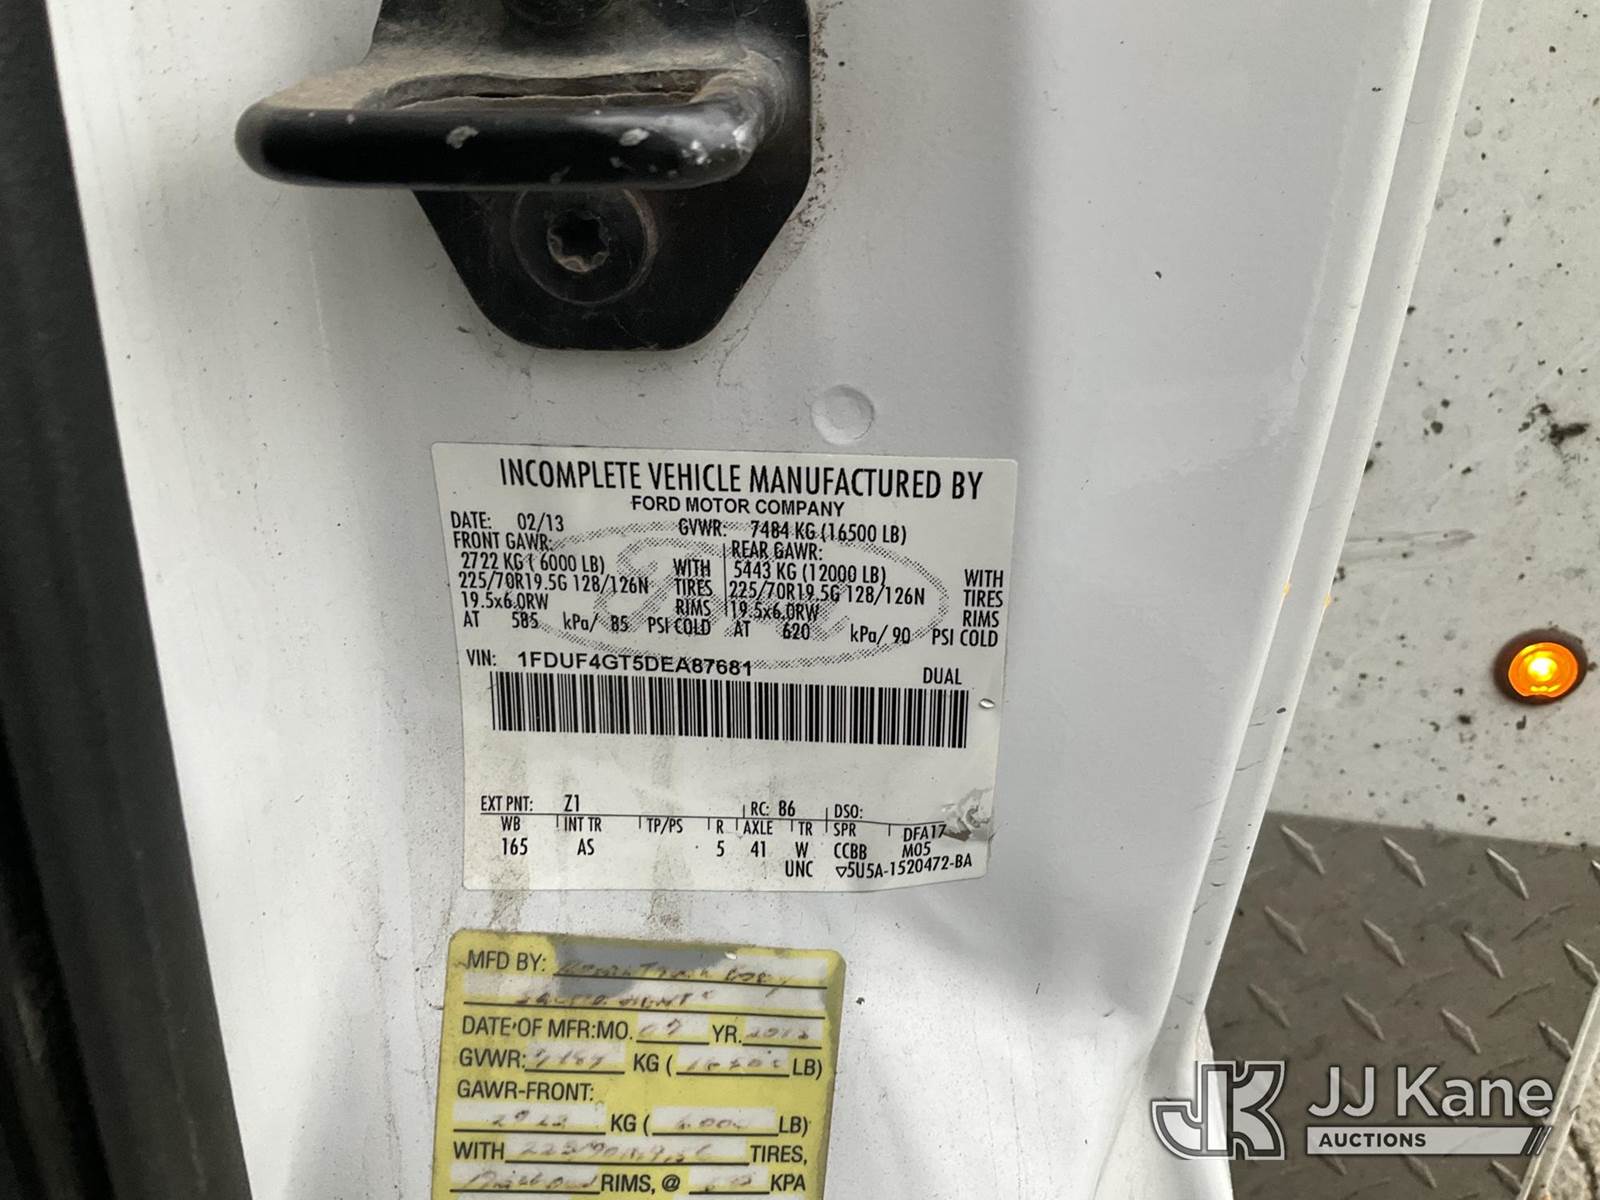 INCOMPLETE VEHICLE MANUFACTURED BY
FORD MOTOR COMPANY
DATE: 02/13 GVWR: 7484 KG (16500 LB)
FRONT GAWR: REAR GAWR:
2722 KG ( 6000 LB) WITH 5443 KG (12000 LB) WITH
225/70R19.5G 128/126N TIRES 225/70R19.5G 128/126N TIRES
19.5x6.0RW RIMS 19.5x6.0RW RIMS
AT 585 kPa/ 85 PSI COLD AT 620 kPa/ 90 PSI COLD
VIN: 1FDUF4GT5DEA87681 DUAL
EXT PNT: Z1 RC: 86 DSO:
WB INT TR TP/PS R AXLE TR SPR DFA17
165 AS 5 41 W CCBB M05
UNC ▽5U5A-1520472-BA
MFD BY:
DATE OF MFR:MO. 07 YR.
GVWR: KG ( LB)
GAWR-FRONT:
KG ( 6000 LB)
WITH TIRES,
RIMS, @ KPA
JK JJ Kane
AUCTIONS